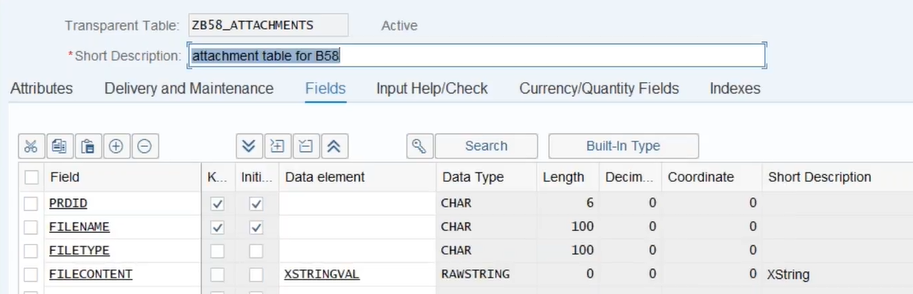 Transparent Table: ZB58_ATTACHMENTS Active
*Short Description: attachment table for B58
Attributes Delivery and Maintenance Fields Input Help/Check Currency/Quantity Fields Indexes
Search Built-In Type
Field K... Initi... Data element Data Type Length Decim... Coordinate Short Description
PRDID CHAR 6 0 0
FILENAME CHAR 100 0 0
FILETYPE CHAR 100 0 0
FILECONTENT XSTRINGVAL RAWSTRING 0 0 0 XString